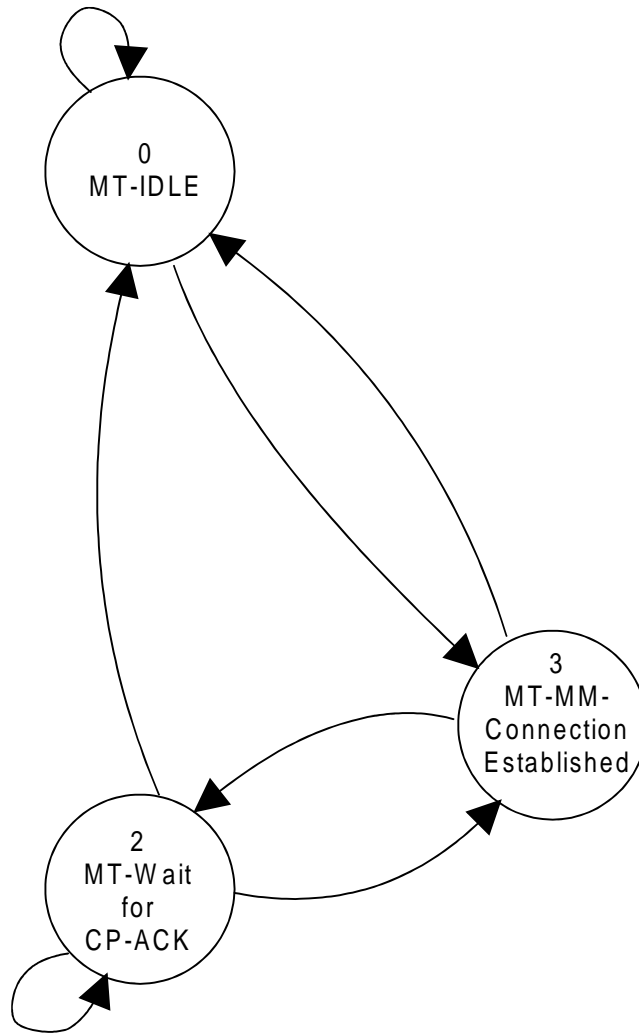 0
MT-IDLE
3
MT-MM-
Connection
Established
2
MT-Wait
for
CP-ACK